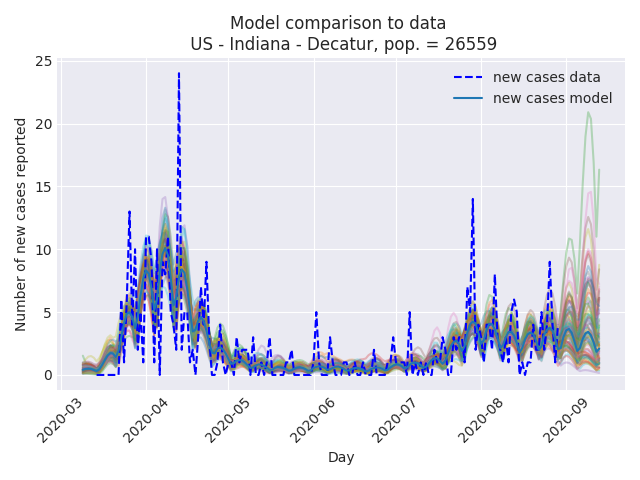 Model comparison to data
US - Indiana - Decatur, pop. = 26559
Number of new cases reported
25
20
15
10
5
0
new cases data
new cases model
2020-03
2020-04
2020-05
2020-06
2020-07
2020-08
2020-09
Day